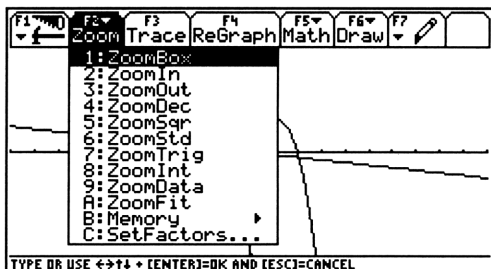 F1 F2 F3 F4 F5 F6 F7
Zoom Trace ReGraph Math Draw
1:ZoomBox
2:ZoomIn
3:ZoomOut
4:ZoomDec
5:ZoomSqr
6:ZoomStd
7:ZoomTrig
8:ZoomInt
9:ZoomData
A:ZoomFit
B:Memory
C:SetFactors...
TYPE OR USE ←→↑↓ + [ENTER]=OK AND [ESC]=CANCEL